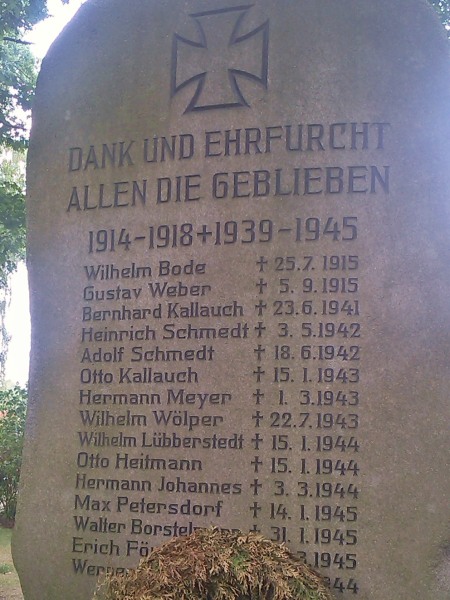 DANK UND EHRFURCHT
ALLEN DIE GEBLIEBEN
1914-1918+1939-1945
Wilhelm Bode † 25.7.1915
Gustav Weber † 5.9.1915
Bernhard Kallauch † 23.6.1941
Heinrich Schmedt † 3.5.1942
Adolf Schmedt † 18.6.1942
Otto Kallauch † 15.1.1943
Hermann Meyer † 1.3.1943
Wilhelm Wölper † 22.7.1943
Wilhelm Lübberstedt † 15.1.1944
Otto Heitmann † 15.1.1944
Hermann Johannes † 3.3.1944
Max Petersdorf † 14.1.1945
Walter † 31.1.1945
Erich 3.1945